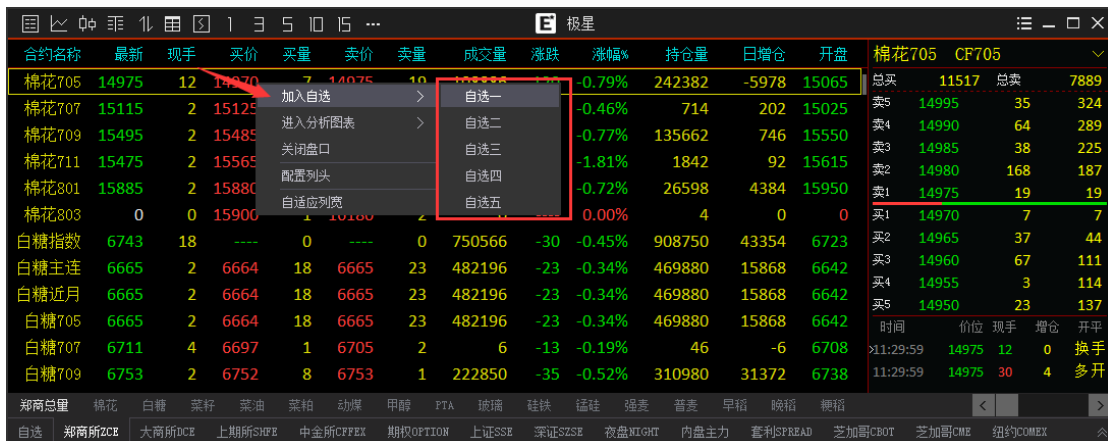 1 3 5 10 15 ... E 极星
合约名称 最新 现手 买价 买量 卖价 卖量 成交量 涨跌 涨幅% 持仓量 日增仓 开盘
棉花705 14975 12 14970 7 14975 19 108886 -120 -0.79% 242382 -5978 15065
棉花707 15115 2 15125 -0.46% 714 202 15025
棉花709 15495 2 15485 -0.77% 135662 746 15550
棉花711 15475 2 15565 -1.81% 1842 92 15615
棉花801 15885 2 15880 -0.72% 26598 4384 15950
棉花803 0 0 15900 1 16180 2 0 ---- 0.00% 4 0 0
白糖指数 6743 18 ---- 0 ---- 0 750566 -30 -0.45% 908750 43354 6723
白糖主连 6665 2 6664 18 6665 23 482196 -23 -0.34% 469880 15868 6642
白糖近月 6665 2 6664 18 6665 23 482196 -23 -0.34% 469880 15868 6642
白糖705 6665 2 6664 18 6665 23 482196 -23 -0.34% 469880 15868 6642
白糖707 6711 4 6697 1 6705 2 6 -13 -0.19% 46 -6 6708
白糖709 6753 2 6752 8 6753 1 222850 -35 -0.52% 310980 31372 6738
加入自选 >
进入分析图表 >
关闭盘口
配置列头
自适应列宽
自选一
自选二
自选三
自选四
自选五
棉花705 CF705
总买 11517 总卖 7889
卖5 14995 35 324
卖4 14990 64 289
卖3 14985 38 225
卖2 14980 168 187
卖1 14975 19 19
买1 14970 7 7
买2 14965 37 44
买3 14960 67 111
买4 14955 3 114
买5 14950 23 137
时间 价位 现手 增仓 开平
>11:29:59 14975 12 0 换手
11:29:59 14975 30 4 多开
郑商总量 棉花 白糖 菜籽 菜油 菜粕 动煤 甲醇 PTA 玻璃 硅铁 锰硅 强麦 普麦 早稻 晚稻 粳稻
自选 郑商所ZCE 大商所DCE 上期所SHFE 中金所CFFEX 期权OPTION 上证SSE 深证SZSE 夜盘NIGHT 内盘主力 套利SPREAD 芝加哥CBOT 芝加哥CME 纽约COMEX